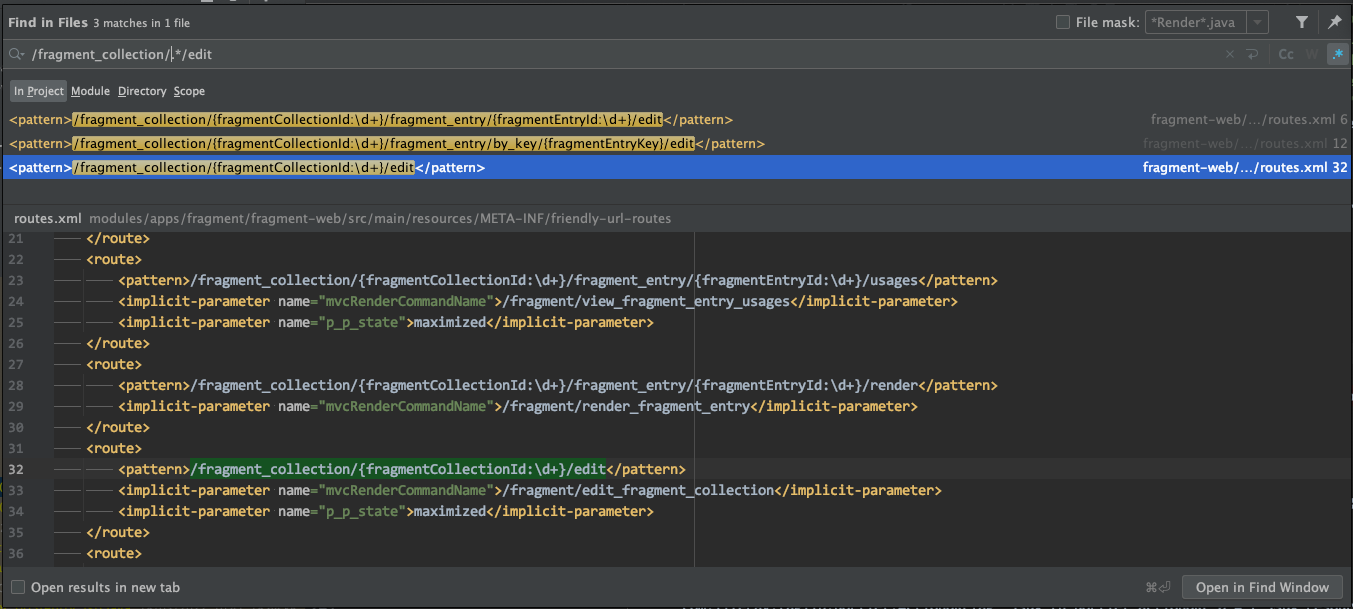 Find in Files 3 matches in 1 file File mask: *Render*.java
/fragment_collection/.*/edit Cc W .*
In Project Module Directory Scope
<pattern>/fragment_collection/{fragmentCollectionId:\d+}/fragment_entry/{fragmentEntryId:\d+}/edit</pattern> fragment-web/.../routes.xml 6
<pattern>/fragment_collection/{fragmentCollectionId:\d+}/fragment_entry/by_key/{fragmentEntryKey}/edit</pattern> fragment-web/.../routes.xml 12
<pattern>/fragment_collection/{fragmentCollectionId:\d+}/edit</pattern> fragment-web/.../routes.xml 32
routes.xml modules/apps/fragment/fragment-web/src/main/resources/META-INF/friendly-url-routes
21 </route>
22 <route>
23 <pattern>/fragment_collection/{fragmentCollectionId:\d+}/fragment_entry/{fragmentEntryId:\d+}/usages</pattern>
24 <implicit-parameter name="mvcRenderCommandName">/fragment/view_fragment_entry_usages</implicit-parameter>
25 <implicit-parameter name="p_p_state">maximized</implicit-parameter>
26 </route>
27 <route>
28 <pattern>/fragment_collection/{fragmentCollectionId:\d+}/fragment_entry/{fragmentEntryId:\d+}/render</pattern>
29 <implicit-parameter name="mvcRenderCommandName">/fragment/render_fragment_entry</implicit-parameter>
30 </route>
31 <route>
32 <pattern>/fragment_collection/{fragmentCollectionId:\d+}/edit</pattern>
33 <implicit-parameter name="mvcRenderCommandName">/fragment/edit_fragment_collection</implicit-parameter>
34 <implicit-parameter name="p_p_state">maximized</implicit-parameter>
35 </route>
36 <route>
Open results in new tab ⌘⏎ Open in Find Window